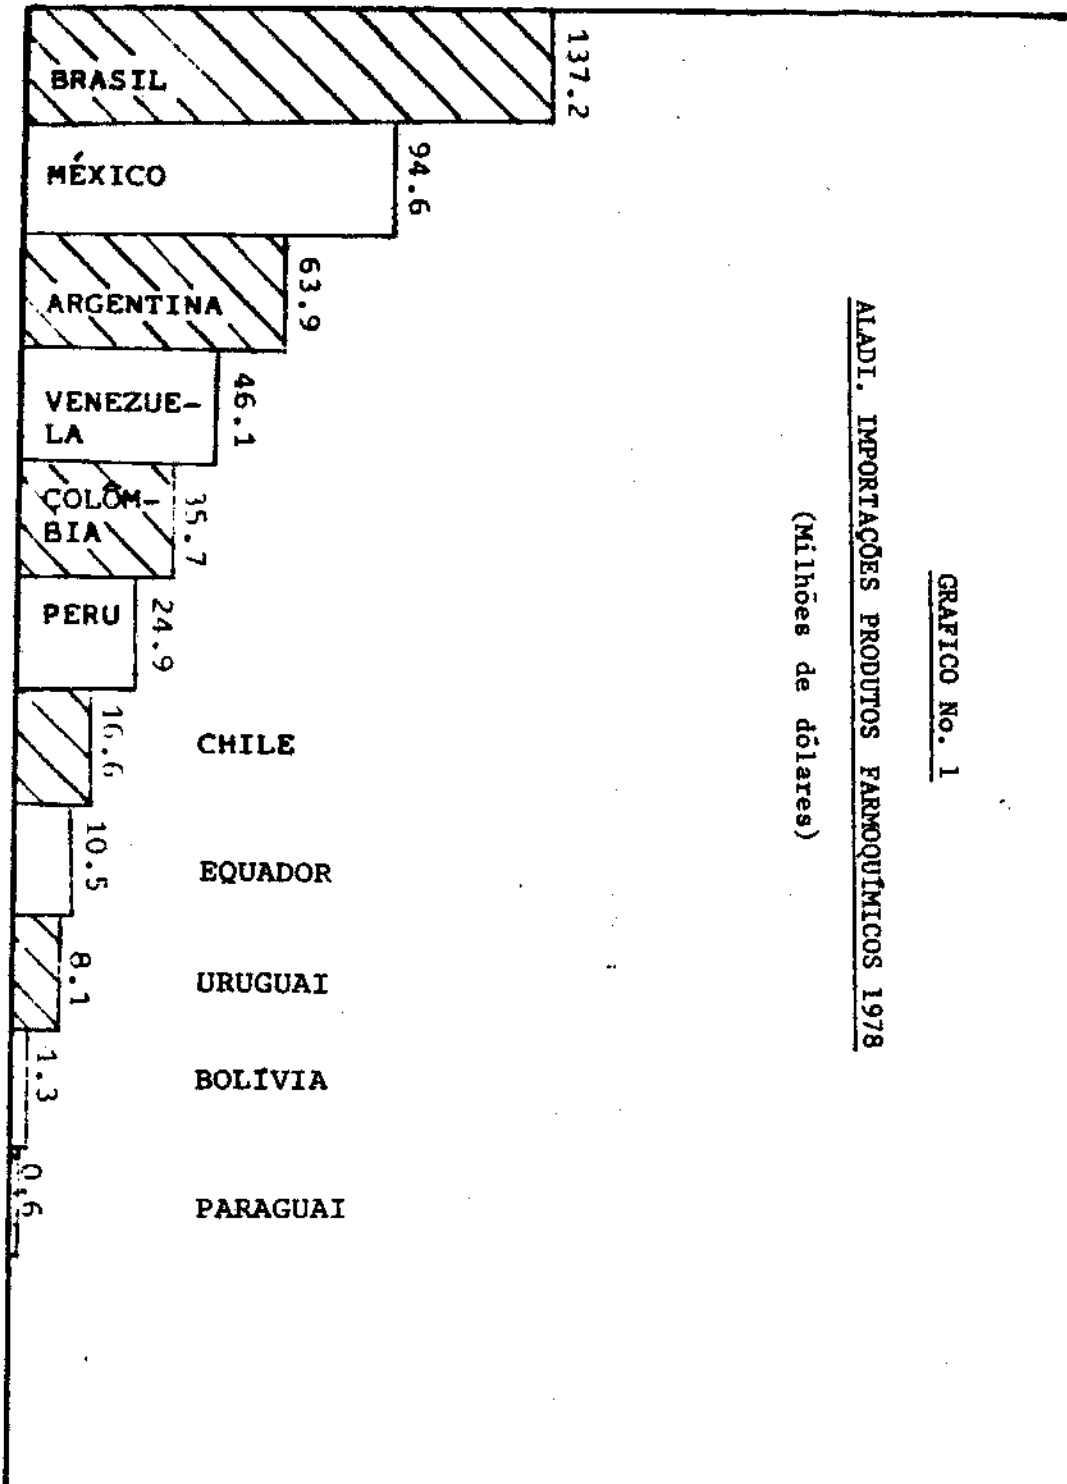 GRAFICO No. 1
ALADI. IMPORTAÇÕES PRODUTOS FARMOQUÍMICOS 1978
(Milhões de dólares)
BRASIL
137.2
MÉXICO
94.6
ARGENTINA
63.9
VENEZUE-
LA
46.1
COLÔM-
BIA
35.7
PERU
24.9
CHILE
16.6
EQUADOR
10.5
URUGUAI
8.1
BOLÍVIA
1.3
PARAGUAI
0.6